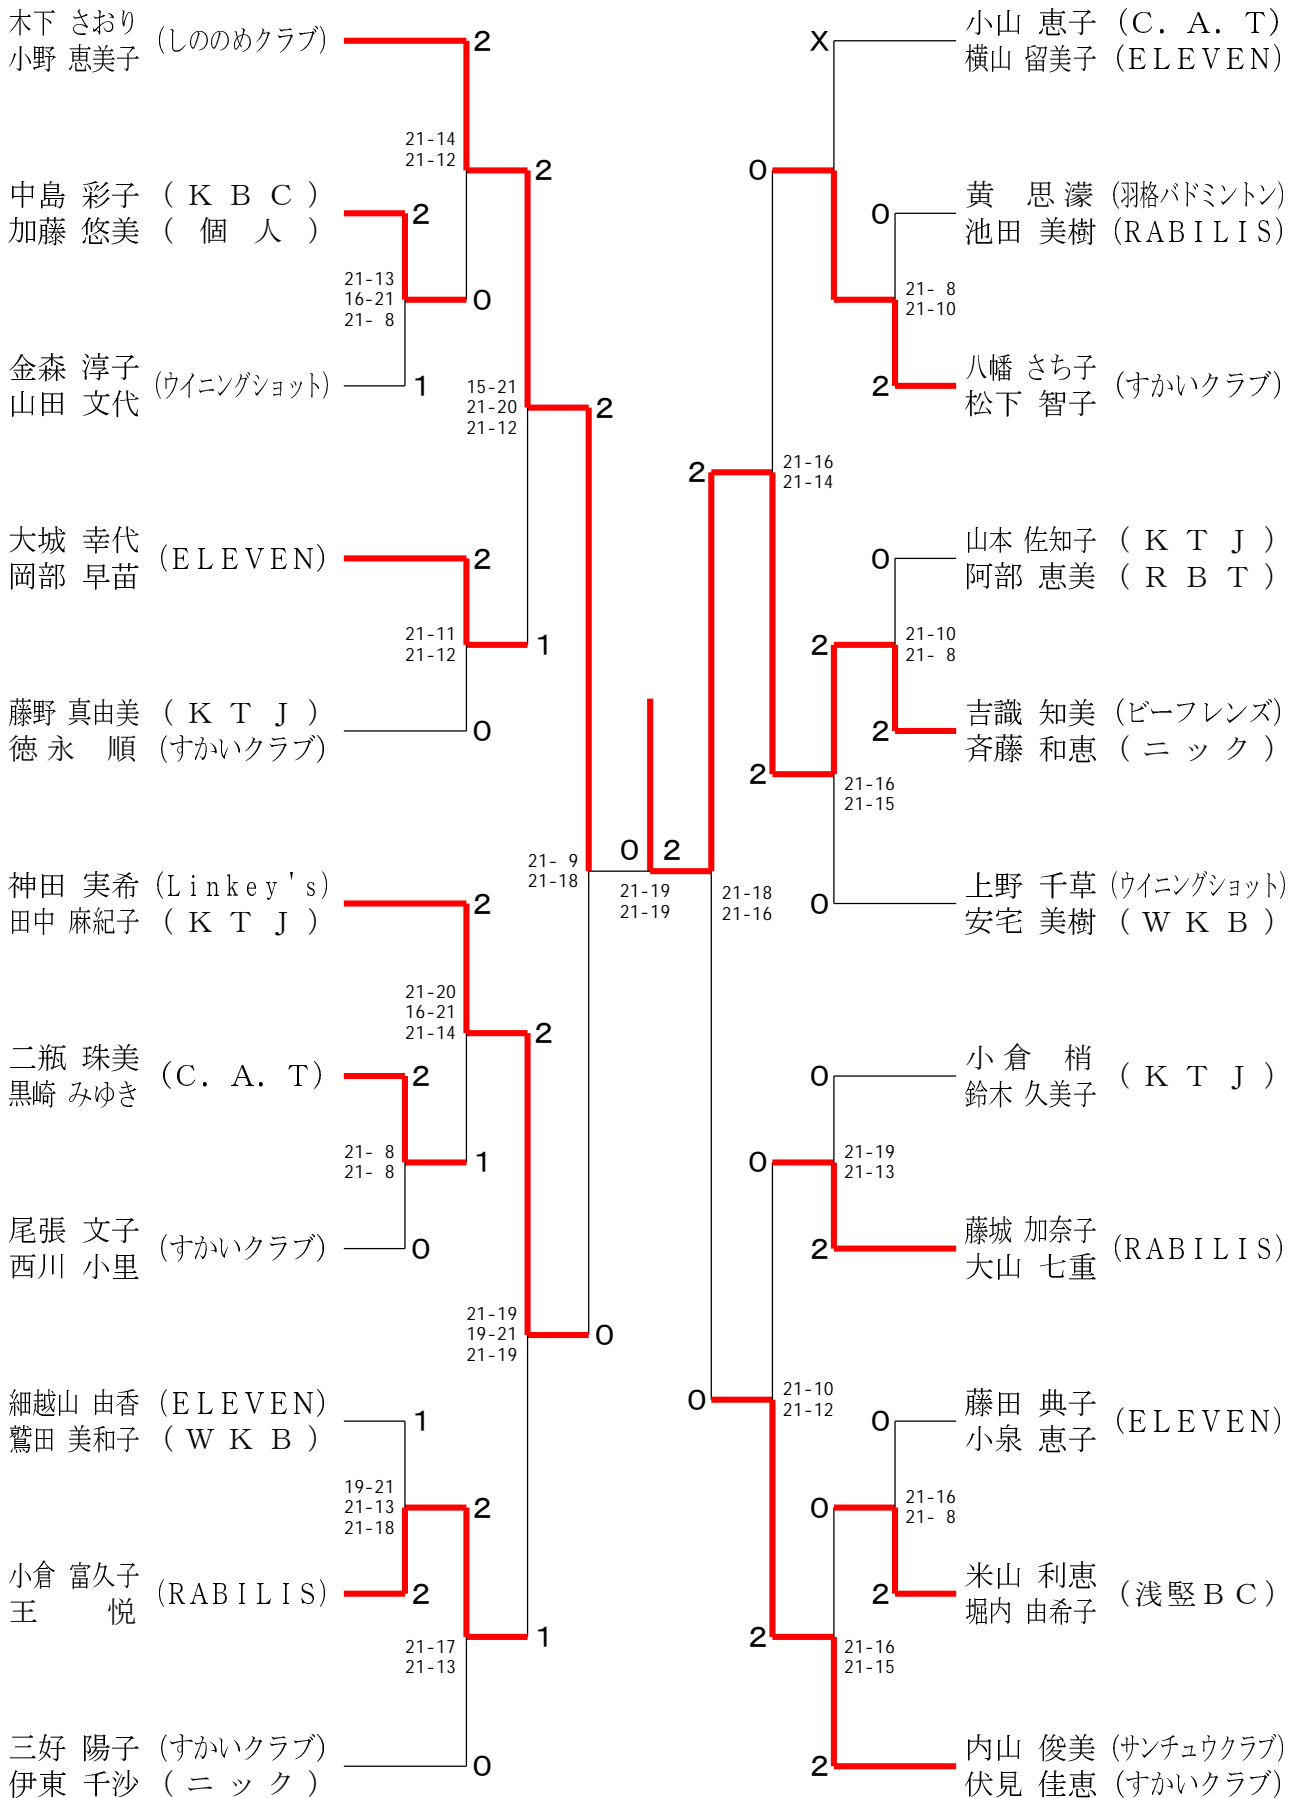 木下 さおり (しののめクラブ)
小野 恵美子
2
21-14
21-12
2
中島 彩子 (KBC)
加藤 悠美 (個人)
2
21-13
16-21
21- 8
0
金森 淳子 (ウイニングショット)
山田 文代
1
15-21
21-20
21-12
2
大城 幸代 (ELEVEN)
岡部 早苗
2
21-11
21-12
1
藤野 真由美 (KTJ)
徳永 順 (すかいクラブ)
0
21- 9
21-18
0 2
21-19
21-19
神田 実希 (Linkey's)
田中 麻紀子 (KTJ)
2
21-20
16-21
21-14
2
二瓶 珠美 (C.A.T)
黒崎 みゆき
2
21- 8
21- 8
1
尾張 文子 (すかいクラブ)
西川 小里
0
21-19
19-21
21-19
0
細越山 由香 (ELEVEN)
鷲田 美和子 (WKB)
1
19-21
21-13
21-18
2
小倉 富久子 (RABILIS)
王 悦
2
21-17
21-13
1
三好 陽子 (すかいクラブ)
伊東 千沙 (ニック)
0
X
小山 恵子 (C.A.T)
横山 留美子 (ELEVEN)
0
0
黄 思濛 (羽格バドミントン)
池田 美樹 (RABILIS)
21- 8
21-10
2
八幡 さち子 (すかいクラブ)
松下 智子
2
21-16
21-14
0
山本 佐知子 (KTJ)
阿部 恵美 (RBT)
2
21-10
21- 8
2
吉識 知美 (ビーフレンズ)
斉藤 和恵 (ニック)
2
21-16
21-15
21-18
21-16
0
上野 千草 (ウイニングショット)
安宅 美樹 (WKB)
0
小倉 梢 (KTJ)
鈴木 久美子
0
21-19
21-13
2
藤城 加奈子 (RABILIS)
大山 七重
0
21-10
21-12
0
藤田 典子 (ELEVEN)
小泉 恵子
0
21-16
21- 8
2
米山 利恵 (浅堅BC)
堀内 由希子
2
21-16
21-15
2
内山 俊美 (サンチュウクラブ)
伏見 佳恵 (すかいクラブ)